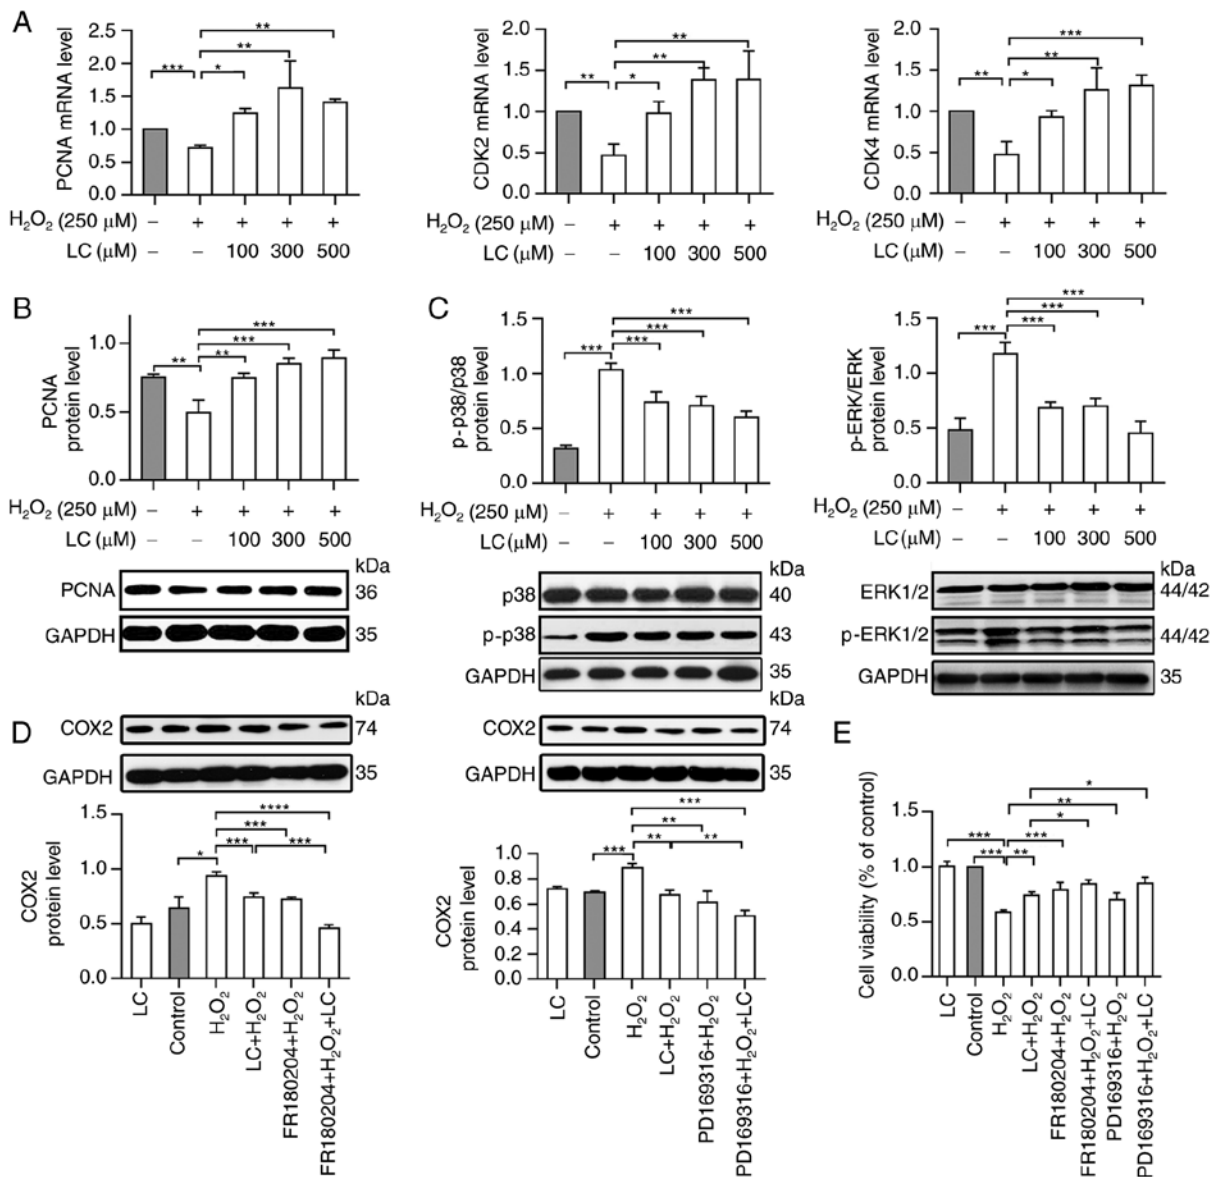 A
PCNA mRNA level
2.5
2.0
1.5
1.0
0.5
0.0
***
*
**
**
H₂O₂ (250 µM) – + + + +
LC (µM) – – 100 300 500
CDK2 mRNA level
2.0
1.5
1.0
0.5
0.0
**
*
**
**
H₂O₂ (250 µM) – + + + +
LC (µM) – – 100 300 500
CDK4 mRNA level
2.0
1.5
1.0
0.5
0.0
**
*
**
***
H₂O₂ (250 µM) – + + + +
LC (µM) – – 100 300 500
B
PCNA
protein level
1.0
0.5
0.0
**
**
***
***
H₂O₂ (250 µM) – + + + +
LC (µM) – – 100 300 500
kDa
PCNA 36
GAPDH 35
C
p-p38/p38
protein level
1.5
1.0
0.5
0.0
***
***
***
***
H₂O₂ (250 µM) – + + + +
LC (µM) – – 100 300 500
kDa
p38 40
p-p38 43
GAPDH 35
p-ERK/ERK
protein level
1.5
1.0
0.5
0.0
***
***
***
***
H₂O₂ (250 µM) – + + + +
LC (µM) – – 100 300 500
kDa
ERK1/2 44/42
p-ERK1/2 44/42
GAPDH 35
D
kDa
COX2 74
GAPDH 35
COX2
protein level
1.5
1.0
0.5
0.0
****
***
***
***
*
LC
Control
H₂O₂
LC+H₂O₂
FR180204+H₂O₂
FR180204+H₂O₂+LC
kDa
COX2 74
GAPDH 35
COX2
protein level
1.0
0.8
0.6
0.4
0.2
0.0
***
**
**
**
***
LC
Control
H₂O₂
LC+H₂O₂
PD169316+H₂O₂
PD169316+H₂O₂+LC
E
Cell viability (% of control)
1.5
1.0
0.5
0.0
*
**
*
***
***
***
**
LC
Control
H₂O₂
LC+H₂O₂
FR180204+H₂O₂
FR180204+H₂O₂+LC
PD169316+H₂O₂
PD169316+H₂O₂+LC